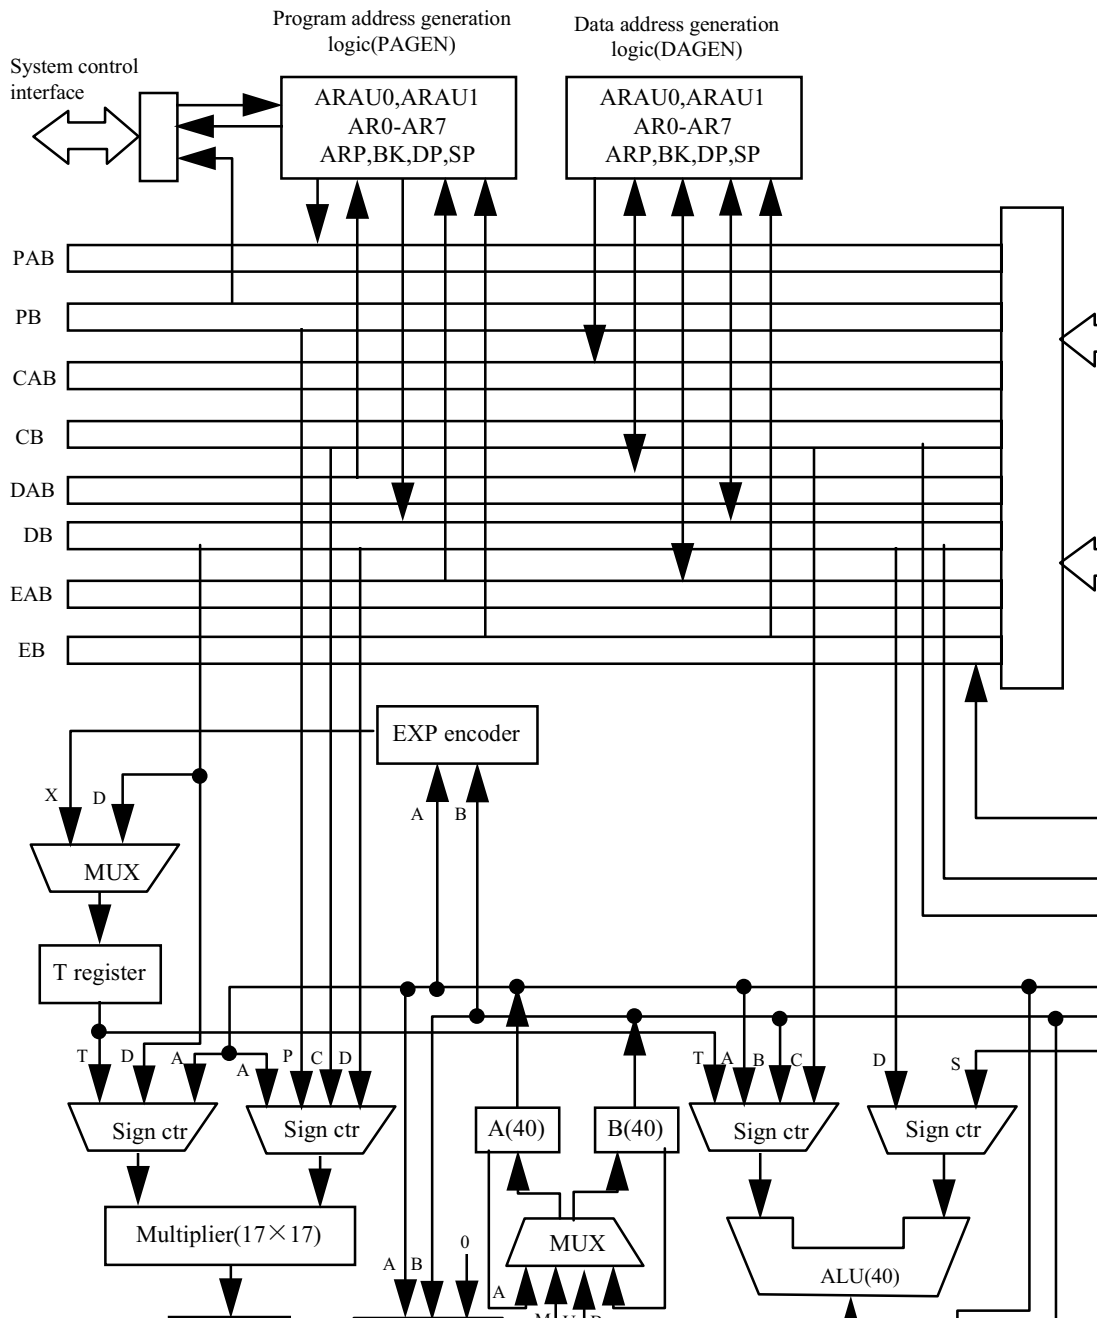 Program address generation
logic(PAGEN)
Data address generation
logic(DAGEN)
System control
interface
ARAU0,ARAU1
AR0-AR7
ARP,BK,DP,SP
ARAU0,ARAU1
AR0-AR7
ARP,BK,DP,SP
PAB
PB
CAB
CB
DAB
DB
EAB
EB
EXP encoder
X
D
A
B
MUX
T register
T
D
A
A
P
C
D
T
A
B
C
D
S
Sign ctr
Sign ctr
A(40)
B(40)
Sign ctr
Sign ctr
Multiplier(17×17)
MUX
ALU(40)
A
B
0
A
M
U
B